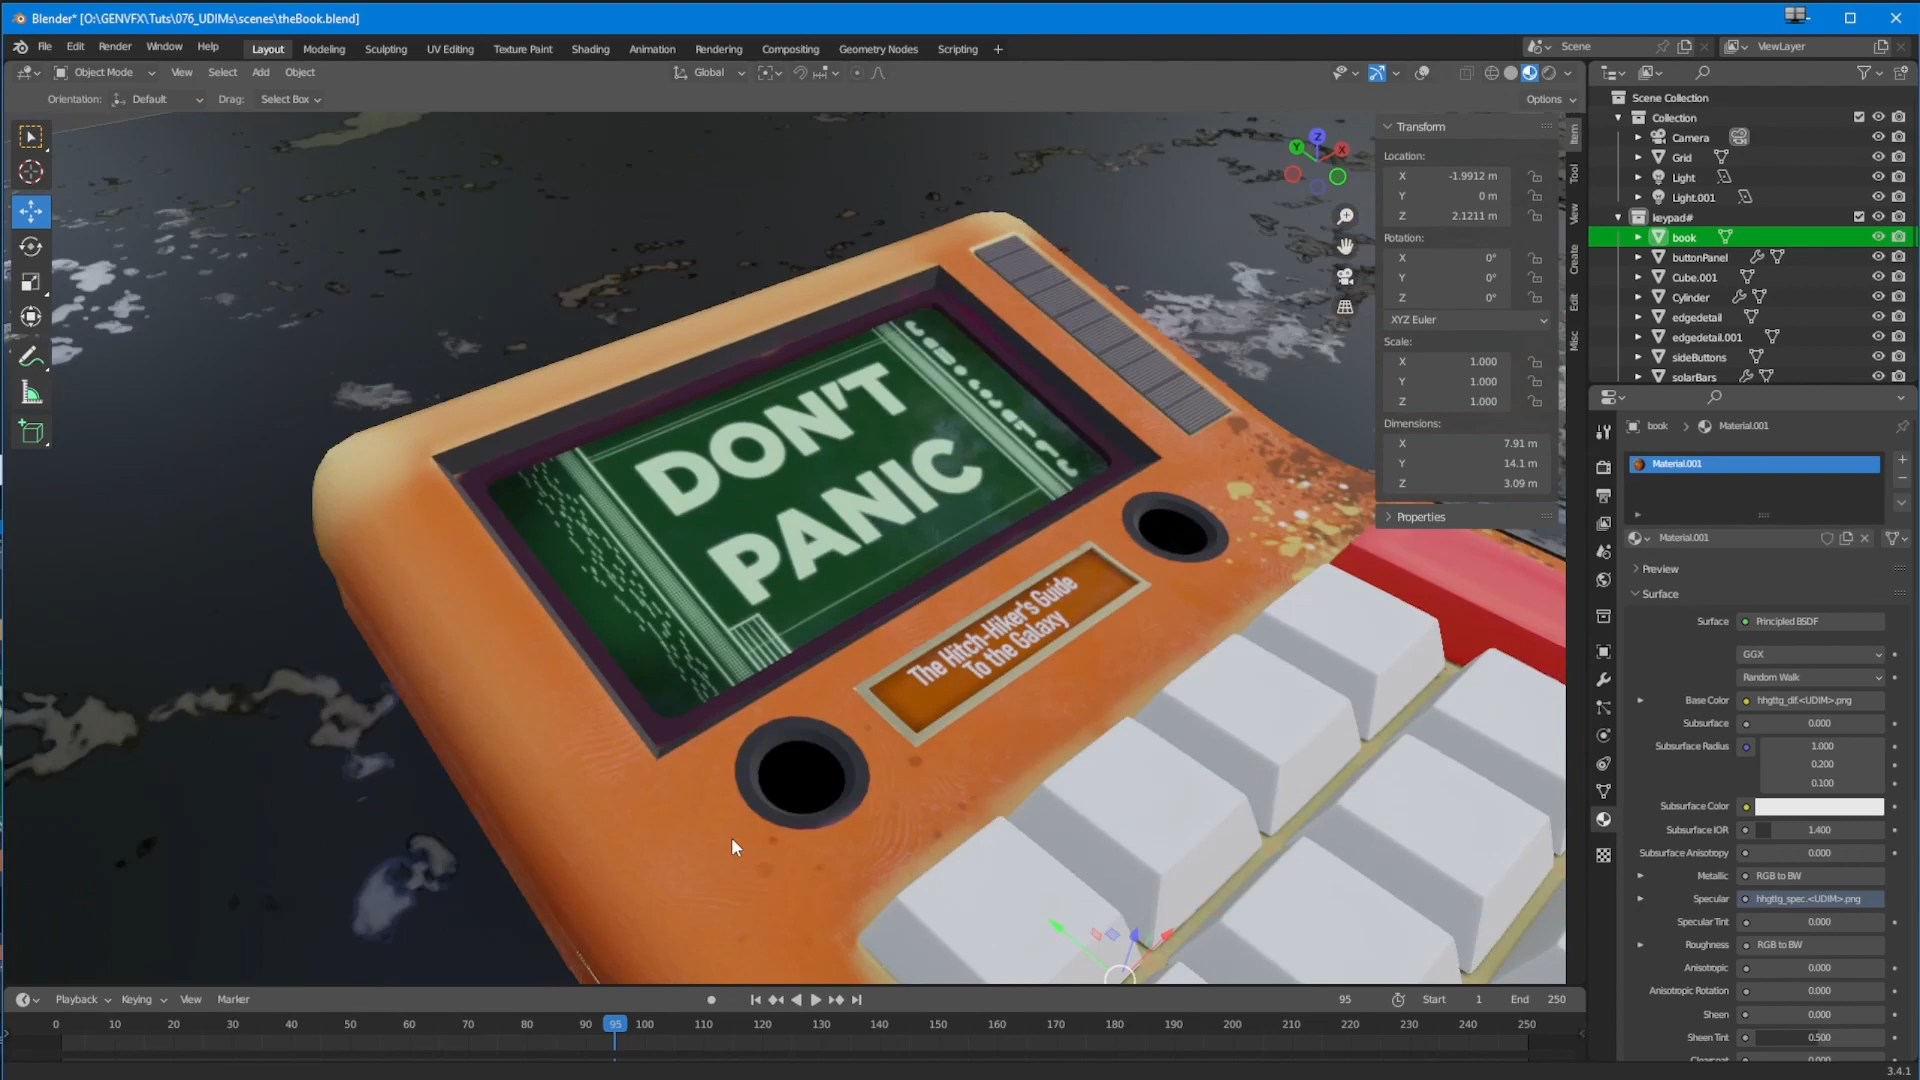 Blender* [O:\GENVFX\Tuts\076_UDIMs\scenes\theBook.blend]
File Edit Render Window Help Layout Modeling Sculpting UV Editing Texture Paint Shading Animation Rendering Compositing Geometry Nodes Scripting + Scene ViewLayer
Object Mode View Select Add Object Global
Orientation: Default Drag: Select Box Options
Transform
Location:
X -1.9912 m
Y 0 m
Z 2.1211 m
Rotation:
X 0°
Y 0°
Z 0°
XYZ Euler
Scale:
X 1.000
Y 1.000
Z 1.000
Dimensions:
X 7.91 m
Y 14.1 m
Z 3.09 m
Properties
Item
Tool
View
Create
Edit
Misc
Z
Y
X
DON'T
PANIC
The Hitch-Hiker's Guide
To the Galaxy
Scene Collection
Collection
Camera
Grid
Light
Light.001
keypad#
book
buttonPanel
Cube.001
Cylinder
edgedetail
edgedetail.001
sideButtons
solarBars
book > Material.001
Material.001
Material.001
Preview
Surface
Surface Principled BSDF
GGX
Random Walk
Base Color hhgttg_dif.<UDIM>.png
Subsurface 0.000
Subsurface Radius 1.000
0.200
0.100
Subsurface Color
Subsurface IOR 1.400
Subsurface Anisotropy 0.000
Metallic RGB to BW
Specular hhgttg_spec.<UDIM>.png
Specular Tint 0.000
Roughness RGB to BW
Anisotropic 0.000
Anisotropic Rotation 0.000
Sheen 0.000
Sheen Tint 0.500
Clearcoat 0.000
Playback Keying View Marker 95 Start 1 End 250
0 10 20 30 40 50 60 70 80 90 95 100 110 120 130 140 150 160 170 180 190 200 210 220 230 240 250
3.4.1